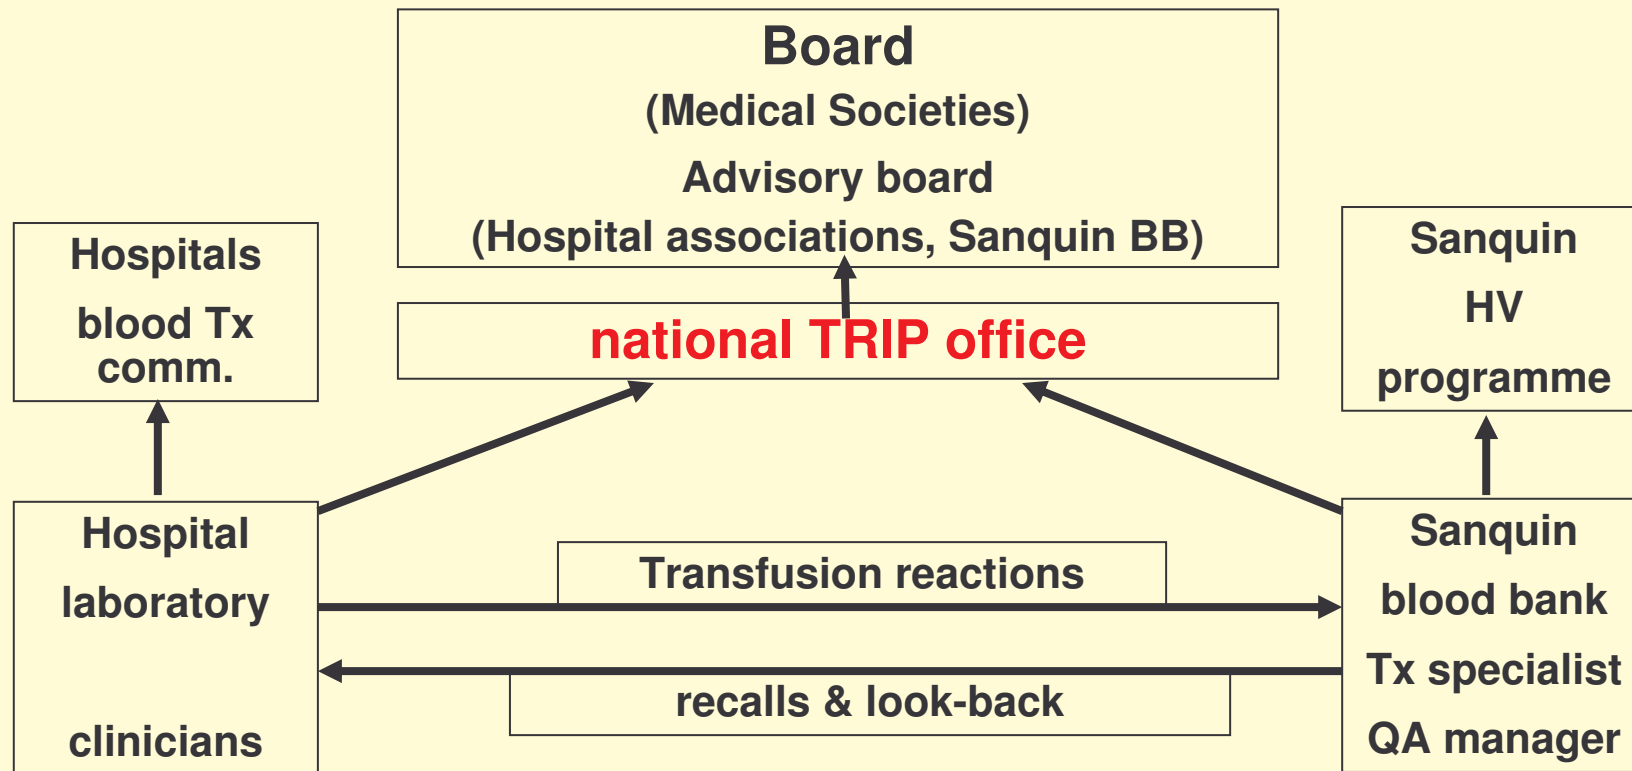 Board
(Medical Societies)
Advisory board
(Hospital associations, Sanquin BB)
national TRIP office
Hospitals
blood Tx
comm.
Sanquin
HV
programme
Hospital
laboratory
clinicians
Transfusion reactions
recalls & look-back
Sanquin
blood bank
Tx specialist
QA manager